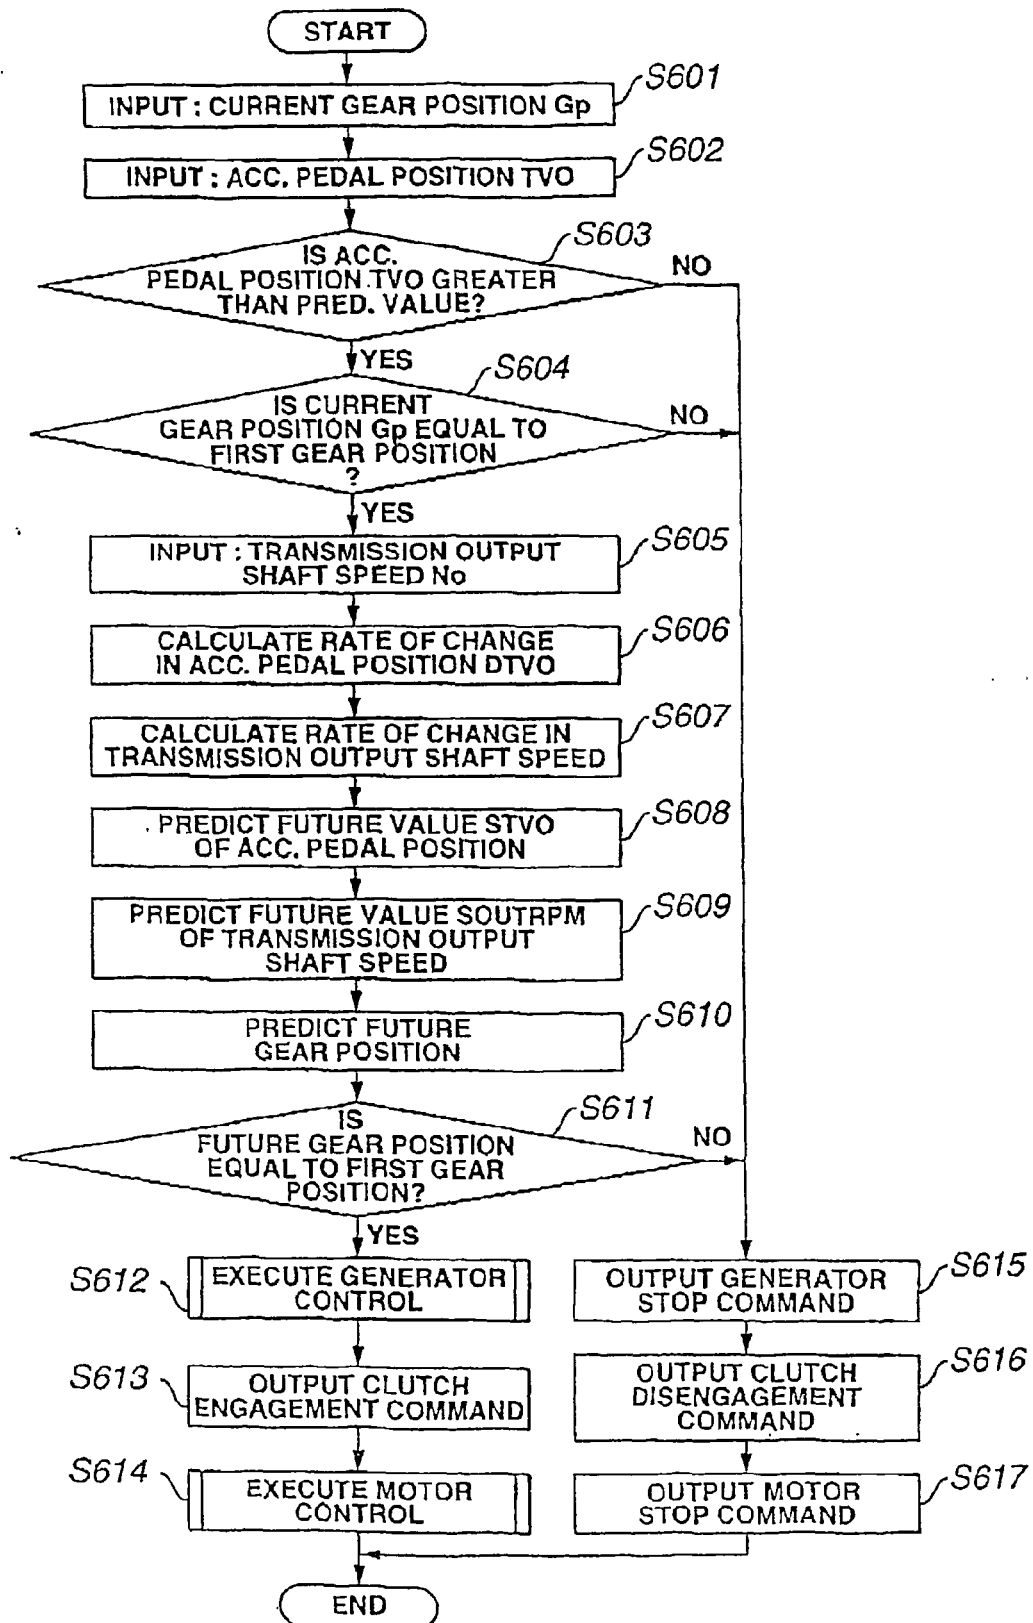 START
S601
INPUT : CURRENT GEAR POSITION Gp
S602
INPUT : ACC. PEDAL POSITION TVO
S603
IS ACC.
PEDAL POSITION TVO GREATER
THAN PRED. VALUE?
NO
YES
S604
IS CURRENT
GEAR POSITION Gp EQUAL TO
FIRST GEAR POSITION
?
NO
YES
S605
INPUT : TRANSMISSION OUTPUT
SHAFT SPEED No
S606
CALCULATE RATE OF CHANGE
IN ACC. PEDAL POSITION DTVO
S607
CALCULATE RATE OF CHANGE IN
TRANSMISSION OUTPUT SHAFT SPEED
S608
PREDICT FUTURE VALUE STVO
OF ACC. PEDAL POSITION
S609
PREDICT FUTURE VALUE SOUTRPM
OF TRANSMISSION OUTPUT
SHAFT SPEED
S610
PREDICT FUTURE
GEAR POSITION
S611
IS
FUTURE GEAR POSITION
EQUAL TO FIRST GEAR
POSITION?
NO
YES
S612
EXECUTE GENERATOR
CONTROL
S615
OUTPUT GENERATOR
STOP COMMAND
S613
OUTPUT CLUTCH
ENGAGEMENT COMMAND
S616
OUTPUT CLUTCH
DISENGAGEMENT
COMMAND
S614
EXECUTE MOTOR
CONTROL
S617
OUTPUT MOTOR
STOP COMMAND
END